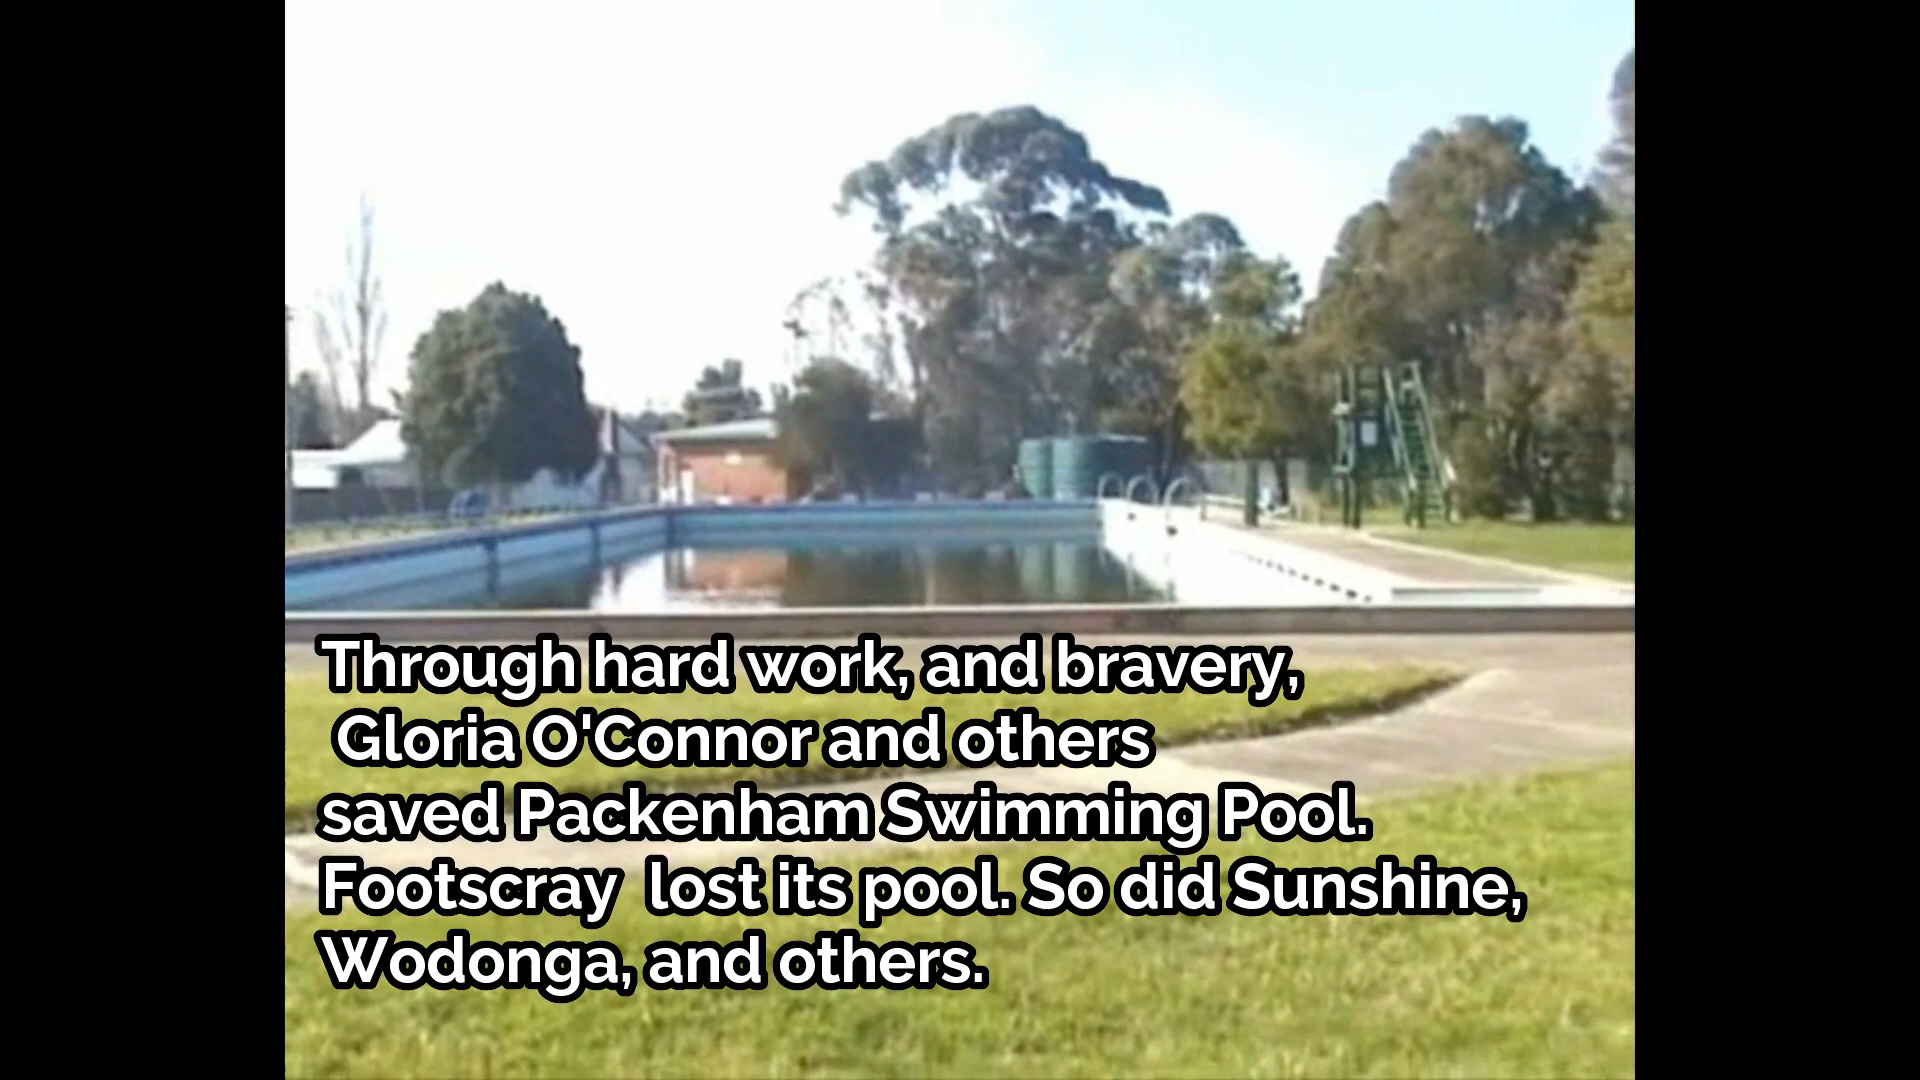 Through hard work, and bravery,
Gloria O'Connor and others
saved Packenham Swimming Pool.
Footscray  lost its pool. So did Sunshine,
Wodonga, and others.